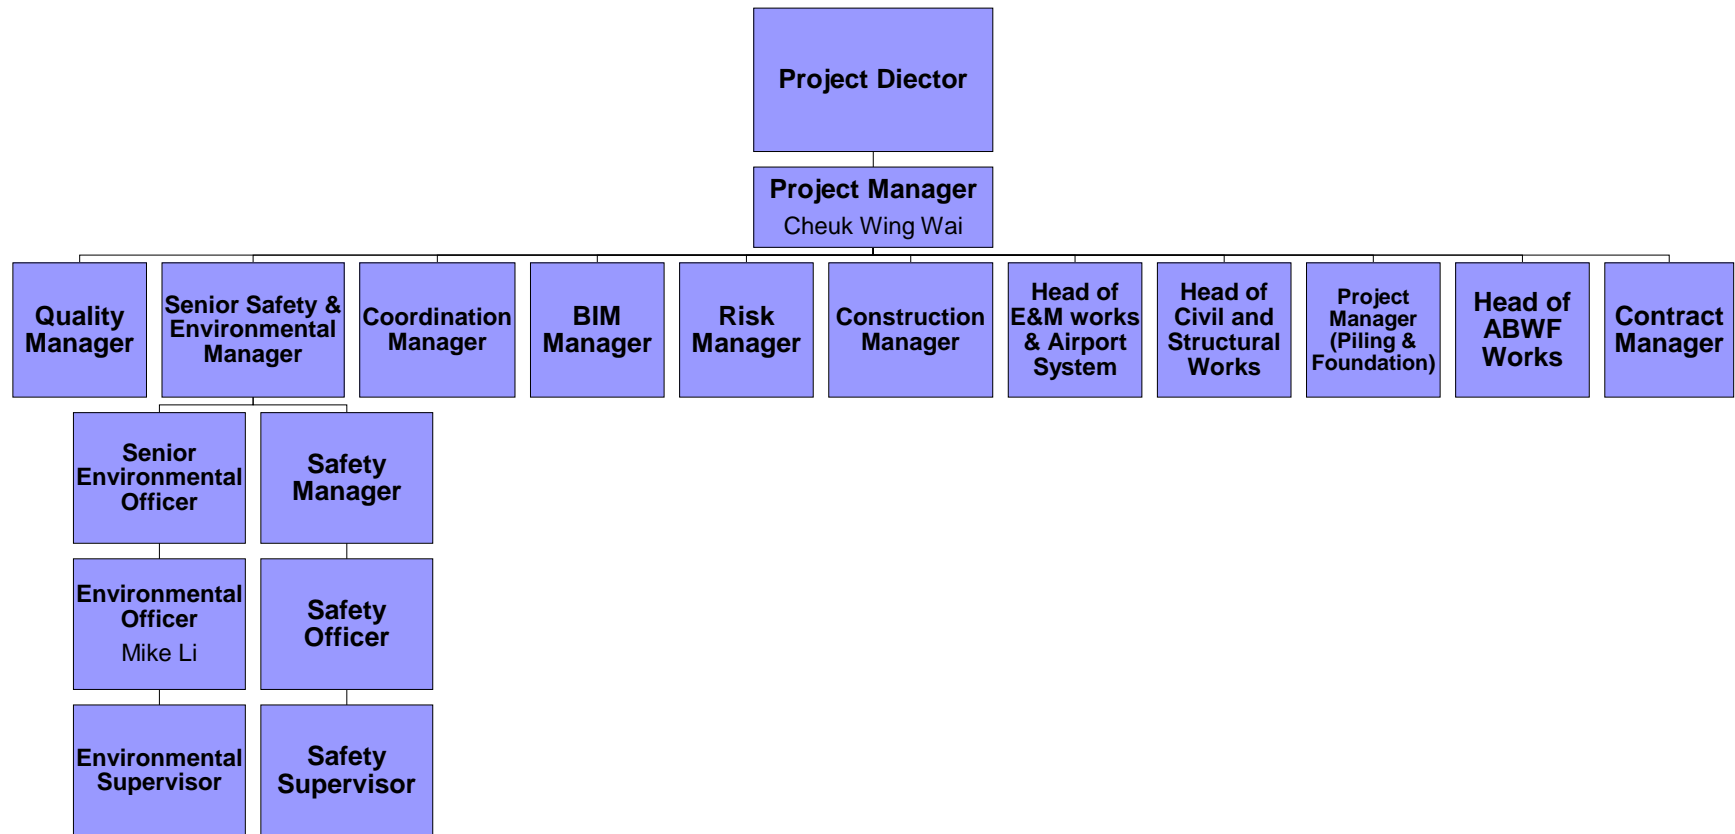 Project Diector
Project Manager
Cheuk Wing Wai
Quality
Manager
Senior Safety &
Environmental
Manager
Coordination
Manager
BIM
Manager
Risk
Manager
Construction
Manager
Head of
E&M works
& Airport
System
Head of
Civil and
Structural
Works
Project
Manager
(Piling &
Foundation)
Head of
ABWF
Works
Contract
Manager
Senior
Environmental
Officer
Safety
Manager
Environmental
Officer
Mike Li
Safety
Officer
Environmental
Supervisor
Safety
Supervisor